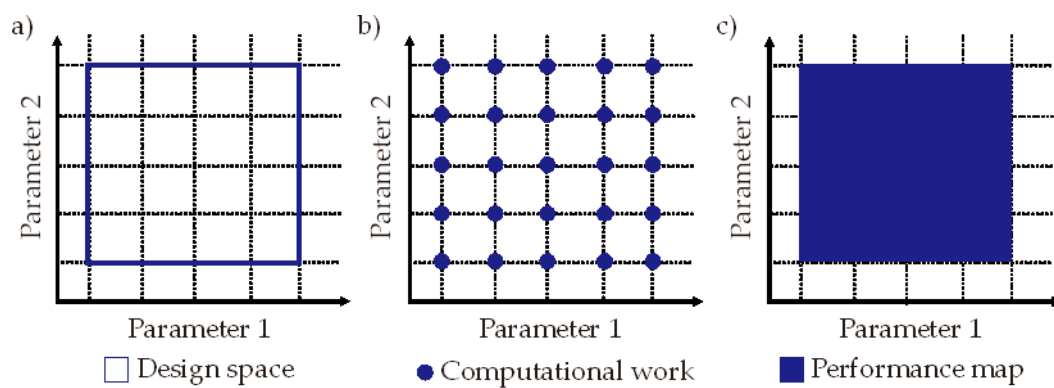 a)
Parameter 2
Parameter 1
b)
Parameter 2
Parameter 1
c)
Parameter 2
Parameter 1
Design space
Computational work
Performance map